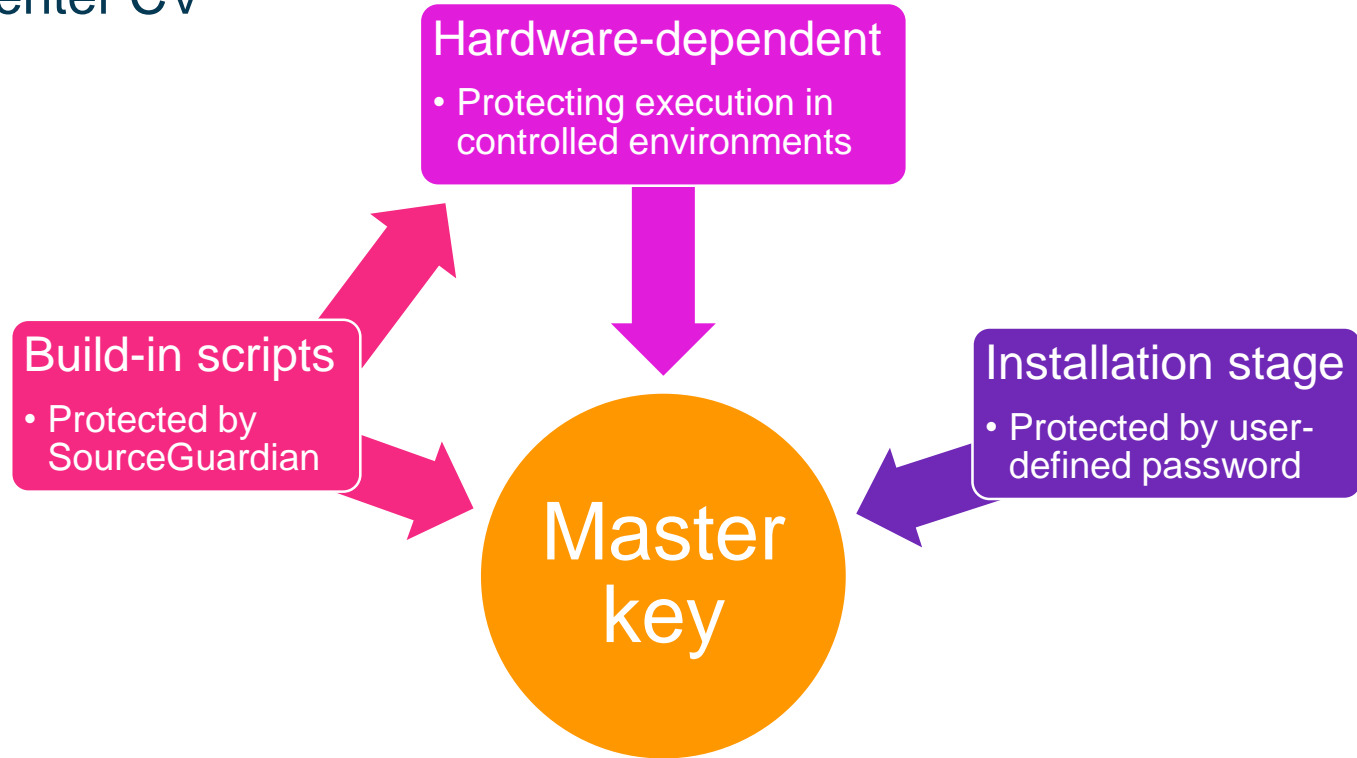 CV
Hardware-dependent
• Protecting execution in
controlled environments
Build-in scripts
• Protected by
SourceGuardian
Installation stage
• Protected by user-
defined password
Master
key